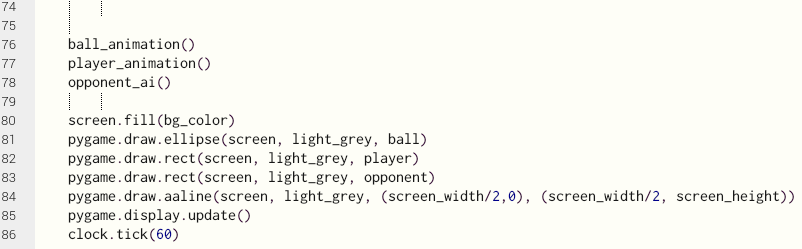 74
75
76 ball_animation()
77 player_animation()
78 opponent_ai()
79
80 screen.fill(bg_color)
81 pygame.draw.ellipse(screen, light_grey, ball)
82 pygame.draw.rect(screen, light_grey, player)
83 pygame.draw.rect(screen, light_grey, opponent)
84 pygame.draw.aaline(screen, light_grey, (screen_width/2,0), (screen_width/2, screen_height))
85 pygame.display.update()
86 clock.tick(60)